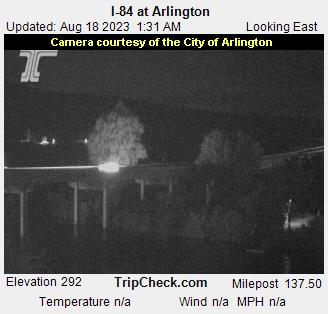 I-84 at Arlington
Updated: Aug 18 2023 1:31 AM Looking East
Camera courtesy of the City of Arlington
Elevation 292 TripCheck.com Milepost 137.50
Temperature n/a Wind n/a MPH n/a